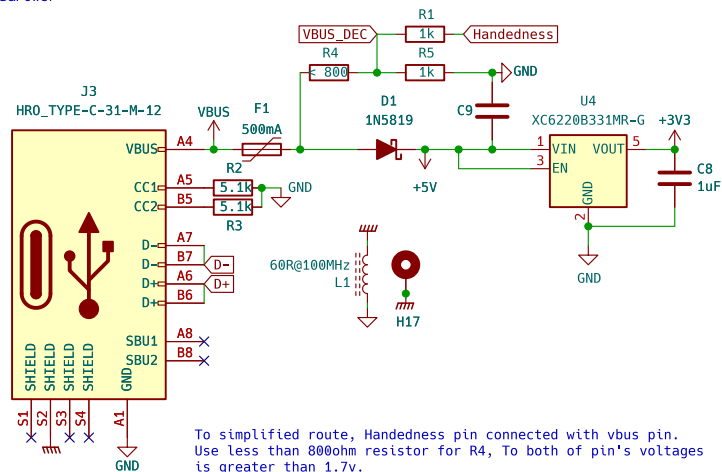 J3
HRO_TYPE-C-31-M-12
VBUS
A4
CC1
A5
CC2
B5
D-
A7
D-
B7
D+
A6
D+
B6
SBU1
A8
SBU2
B8
SHIELD
SHIELD
SHIELD
SHIELD
GND
S1
S2
S3
S4
A1
GND
VBUS
F1
500mA
R2
5.1k
5.1k
R3
GND
D-
D+
VBUS_DEC
R1
1k
Handedness
R4
< 800
R5
1k
GND
C9
D1
1N5819
+5V
U4
XC6220B331MR-G
1
VIN
VOUT
5
3
EN
GND
2
GND
+3V3
C8
1uF
60R@100MHz
L1
H17
To simplified route, Handedness pin connected with vbus pin.
Use less than 800ohm resistor for R4, To both of pin's voltages
is greater than 1.7v.